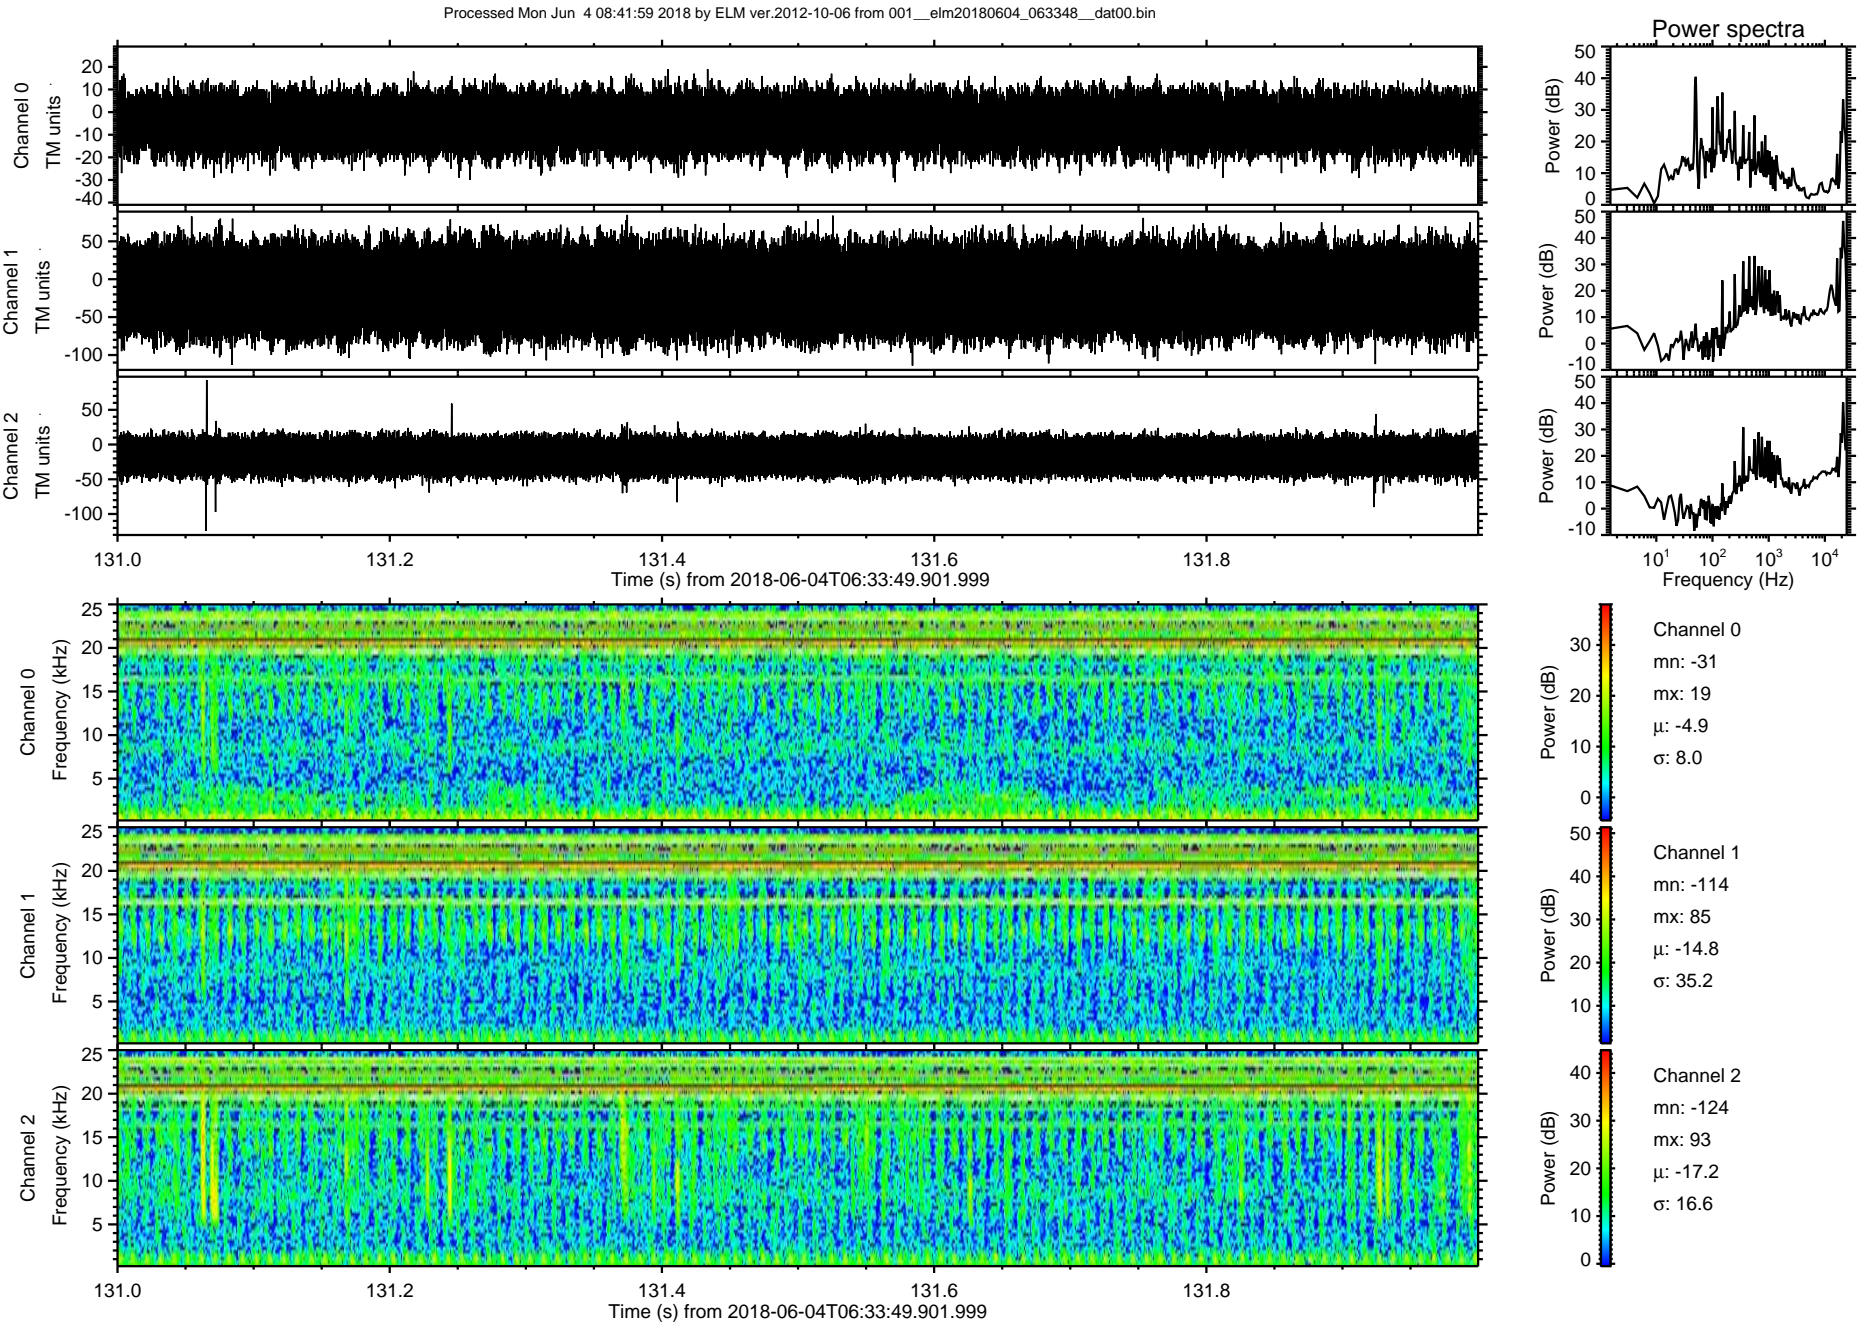 Processed Mon Jun  4 08:41:59 2018 by ELM ver.2012-10-06 from 001__elm20180604_063348__dat00.bin
Power spectra
Channel 0
TM units
20
10
0
-10
-20
-30
-40
Power (dB)
50
40
30
20
10
0
Channel 1
TM units
50
0
-50
-100
Power (dB)
50
40
30
20
10
0
-10
Channel 2
TM units
50
0
-50
-100
Power (dB)
50
40
30
20
10
0
-10
131.0 131.2 131.4 131.6 131.8
Time (s) from 2018-06-04T06:33:49.901.999
10^1 10^2 10^3 10^4
Frequency (Hz)
Channel 0
Frequency (kHz)
25
20
15
10
5
Power (dB)
30
20
10
0
Channel 0
mn: -31
mx: 19
μ: -4.9
σ: 8.0
Channel 1
Frequency (kHz)
25
20
15
10
5
Power (dB)
50
40
30
20
10
Channel 1
mn: -114
mx: 85
μ: -14.8
σ: 35.2
Channel 2
Frequency (kHz)
25
20
15
10
5
Power (dB)
40
30
20
10
0
Channel 2
mn: -124
mx: 93
μ: -17.2
σ: 16.6
131.0 131.2 131.4 131.6 131.8
Time (s) from 2018-06-04T06:33:49.901.999